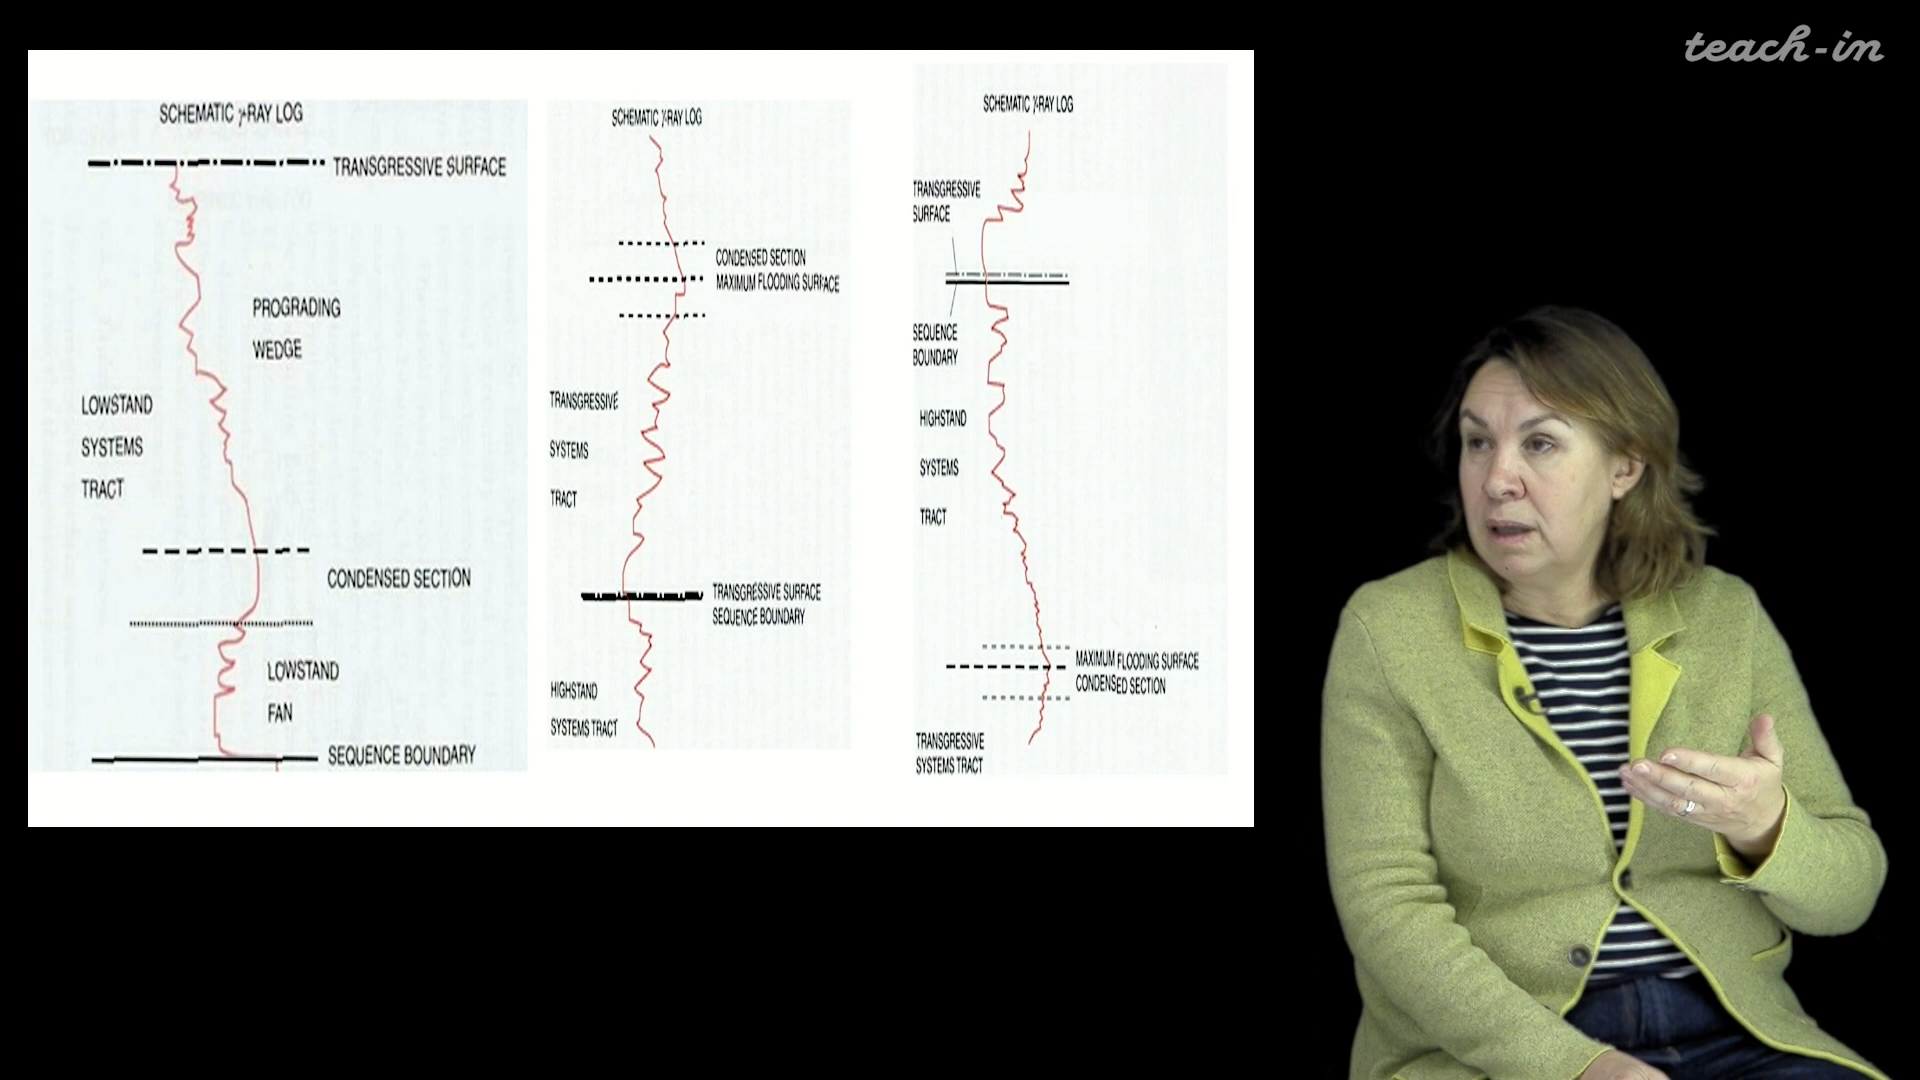 teach-in
SCHEMATIC γ-RAY LOG
TRANSGRESSIVE SURFACE
PROGRADING
WEDGE
LOWSTAND
SYSTEMS
TRACT
CONDENSED SECTION
LOWSTAND
FAN
SEQUENCE BOUNDARY
SCHEMATIC γ-RAY LOG
CONDENSED SECTION
MAXIMUM FLOODING SURFACE
TRANSGRESSIVE
SYSTEMS
TRACT
TRANSGRESSIVE SURFACE
SEQUENCE BOUNDARY
HIGHSTAND
SYSTEMS TRACT
SCHEMATIC γ-RAY LOG
TRANSGRESSIVE
SURFACE
SEQUENCE
BOUNDARY
HIGHSTAND
SYSTEMS
TRACT
MAXIMUM FLOODING SURFACE
CONDENSED SECTION
TRANSGRESSIVE
SYSTEMS TRACT